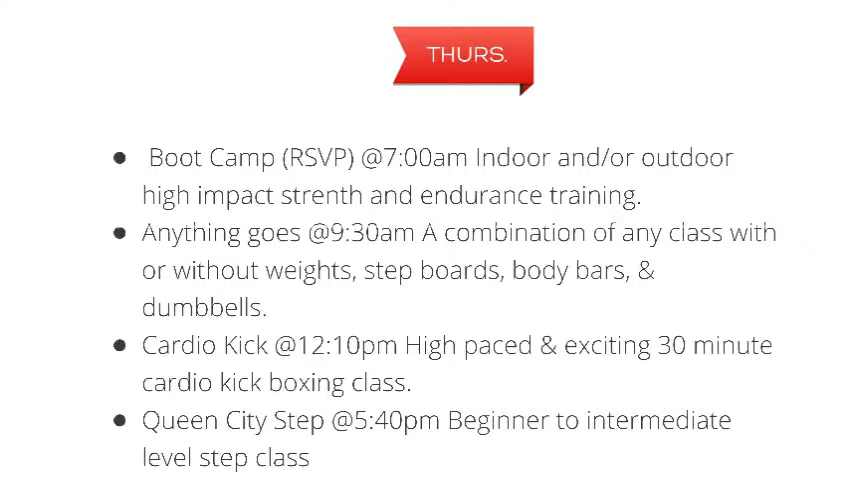 THURS.
● Boot Camp (RSVP) @7:00am Indoor and/or outdoor
high impact strenth and endurance training.
● Anything goes @9:30am A combination of any class with
or without weights, step boards, body bars, &
dumbbells.
● Cardio Kick @12:10pm High paced & exciting 30 minute
cardio kick boxing class.
● Queen City Step @5:40pm Beginner to intermediate
level step class